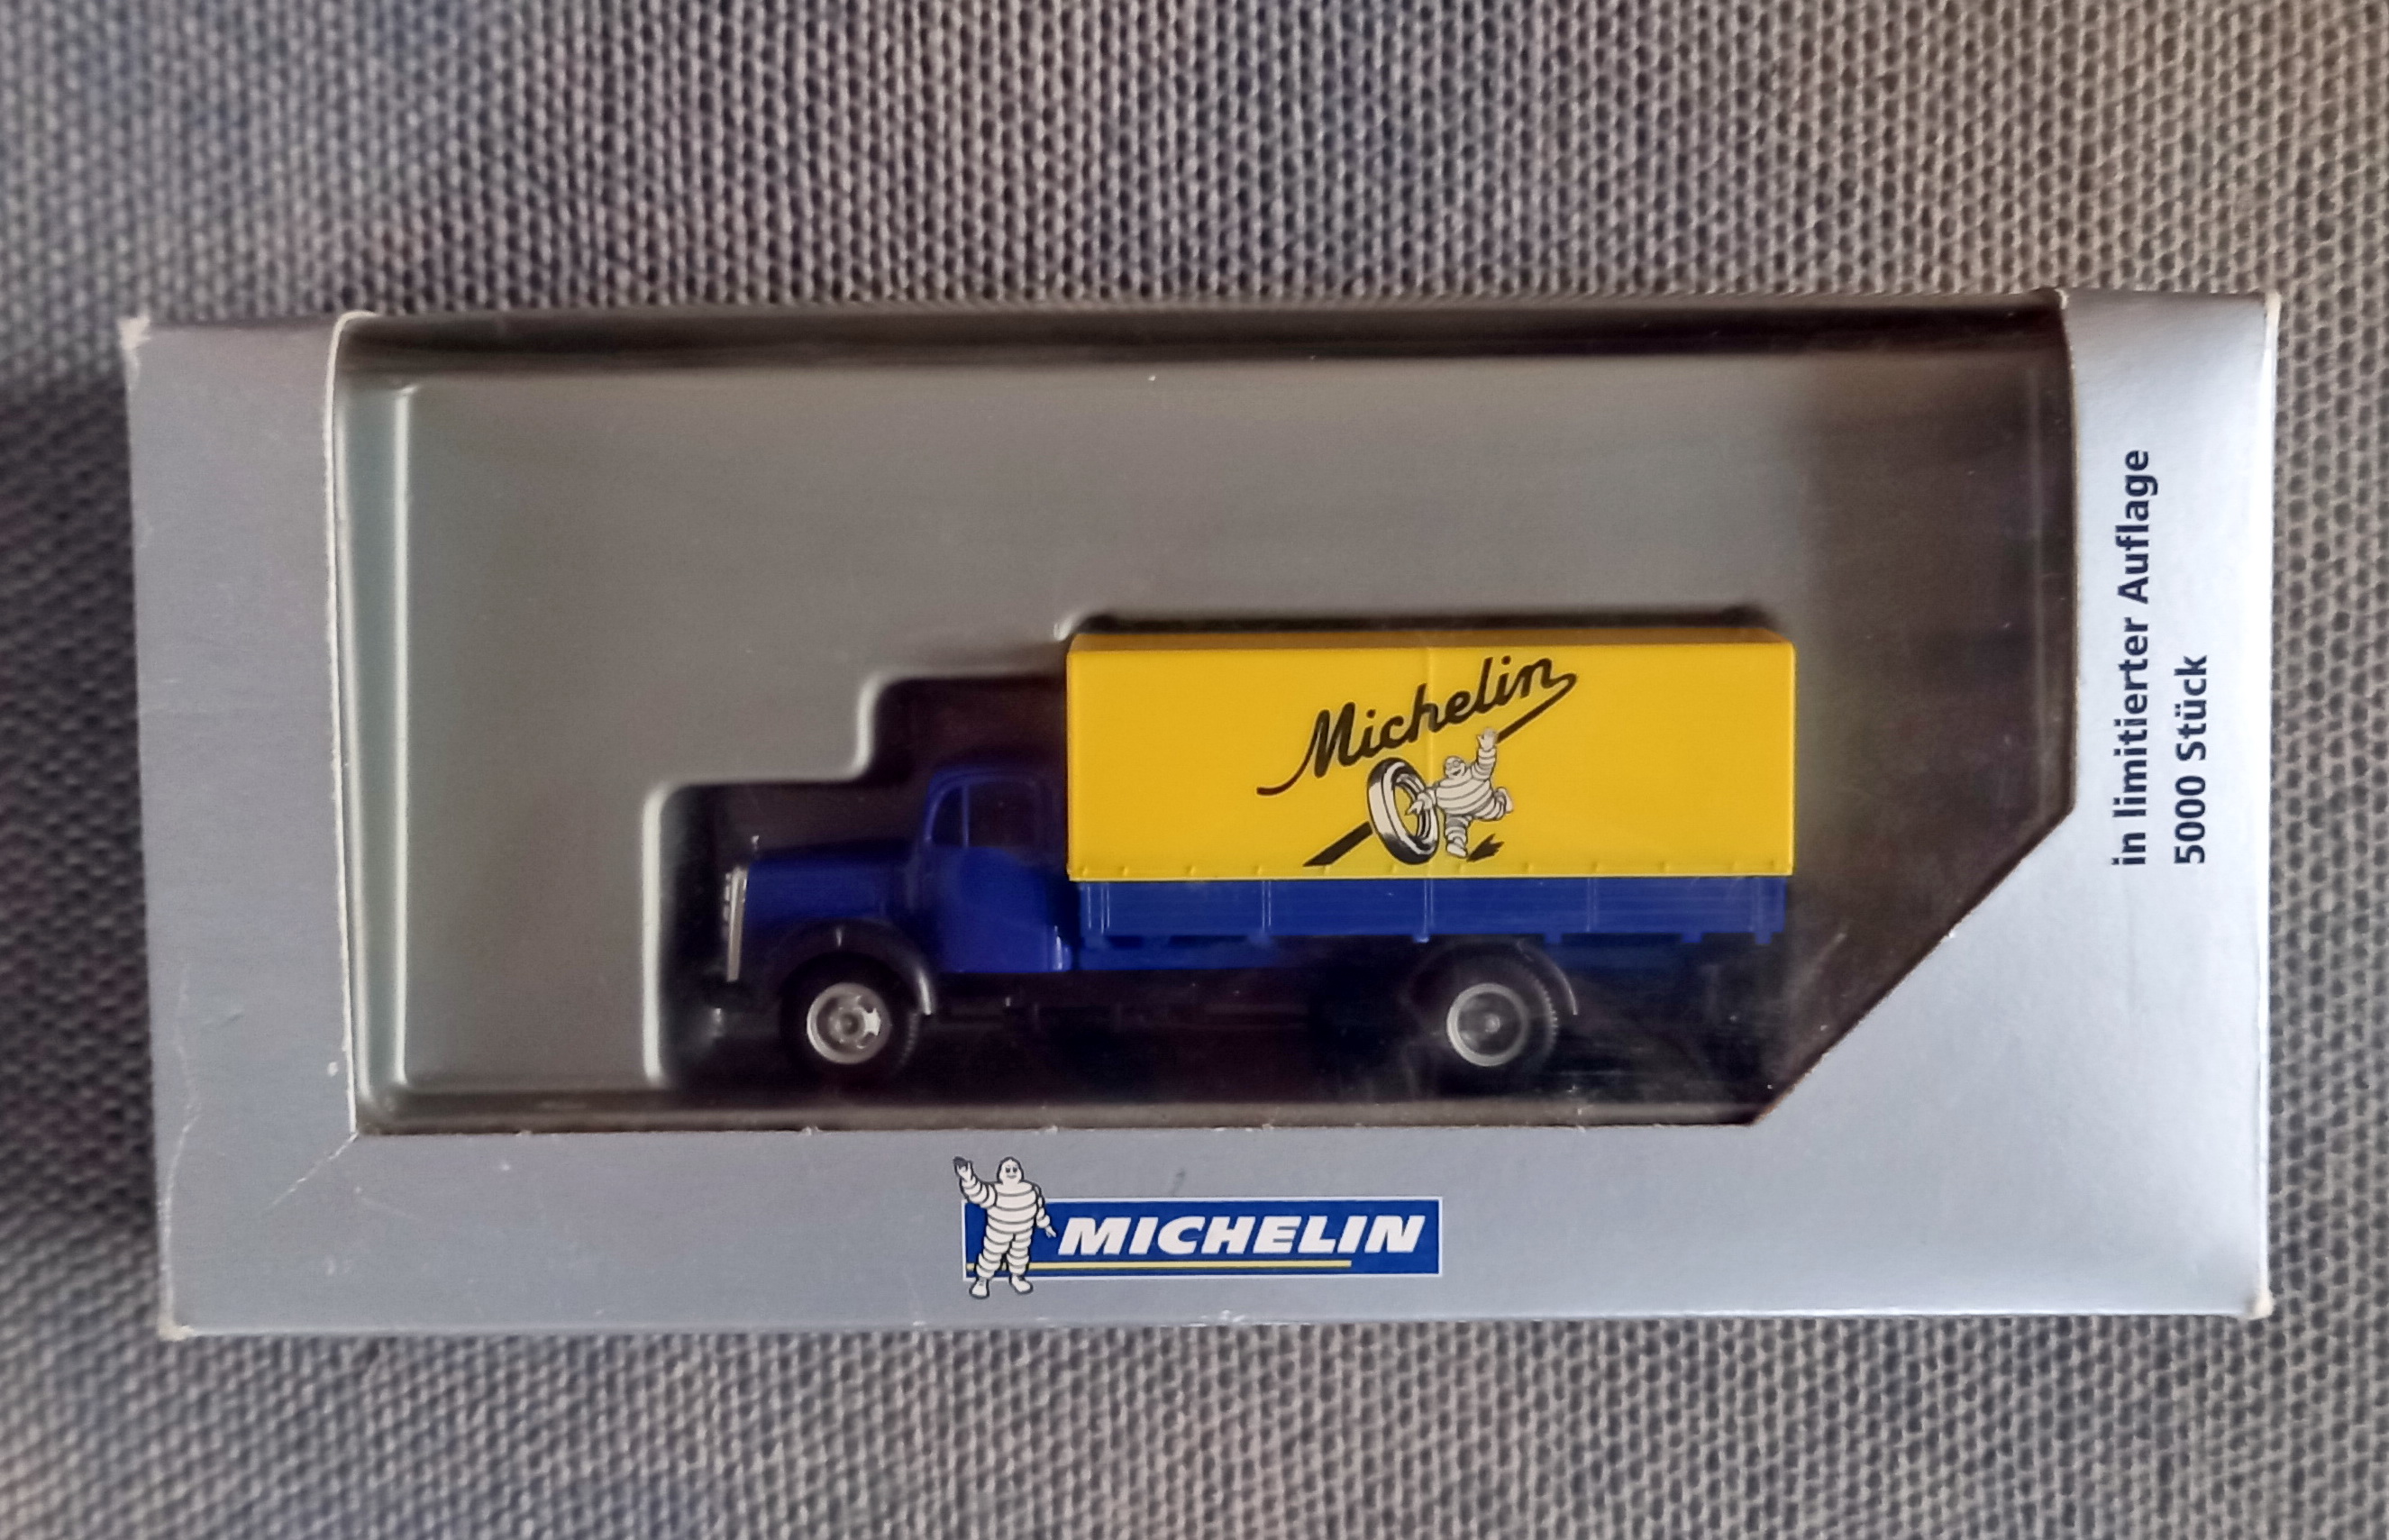 Michelin
MICHELIN
in limitierter Auflage
5000 Stück